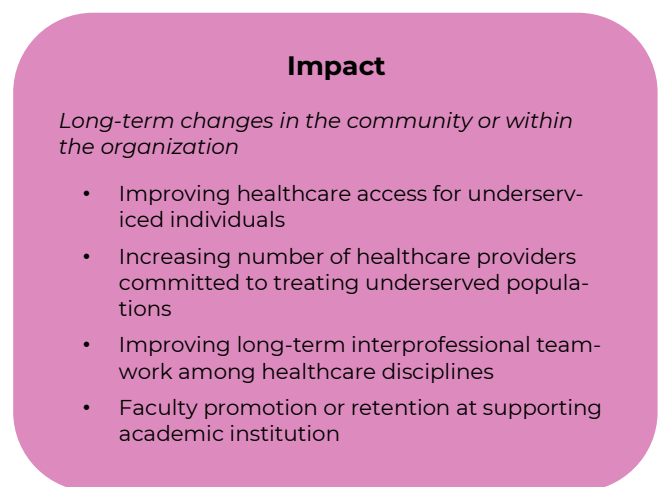 Impact
Long-term changes in the community or within
the organization
• Improving healthcare access for underserv-
iced individuals
• Increasing number of healthcare providers
committed to treating underserved popula-
tions
• Improving long-term interprofessional team-
work among healthcare disciplines
• Faculty promotion or retention at supporting
academic institution